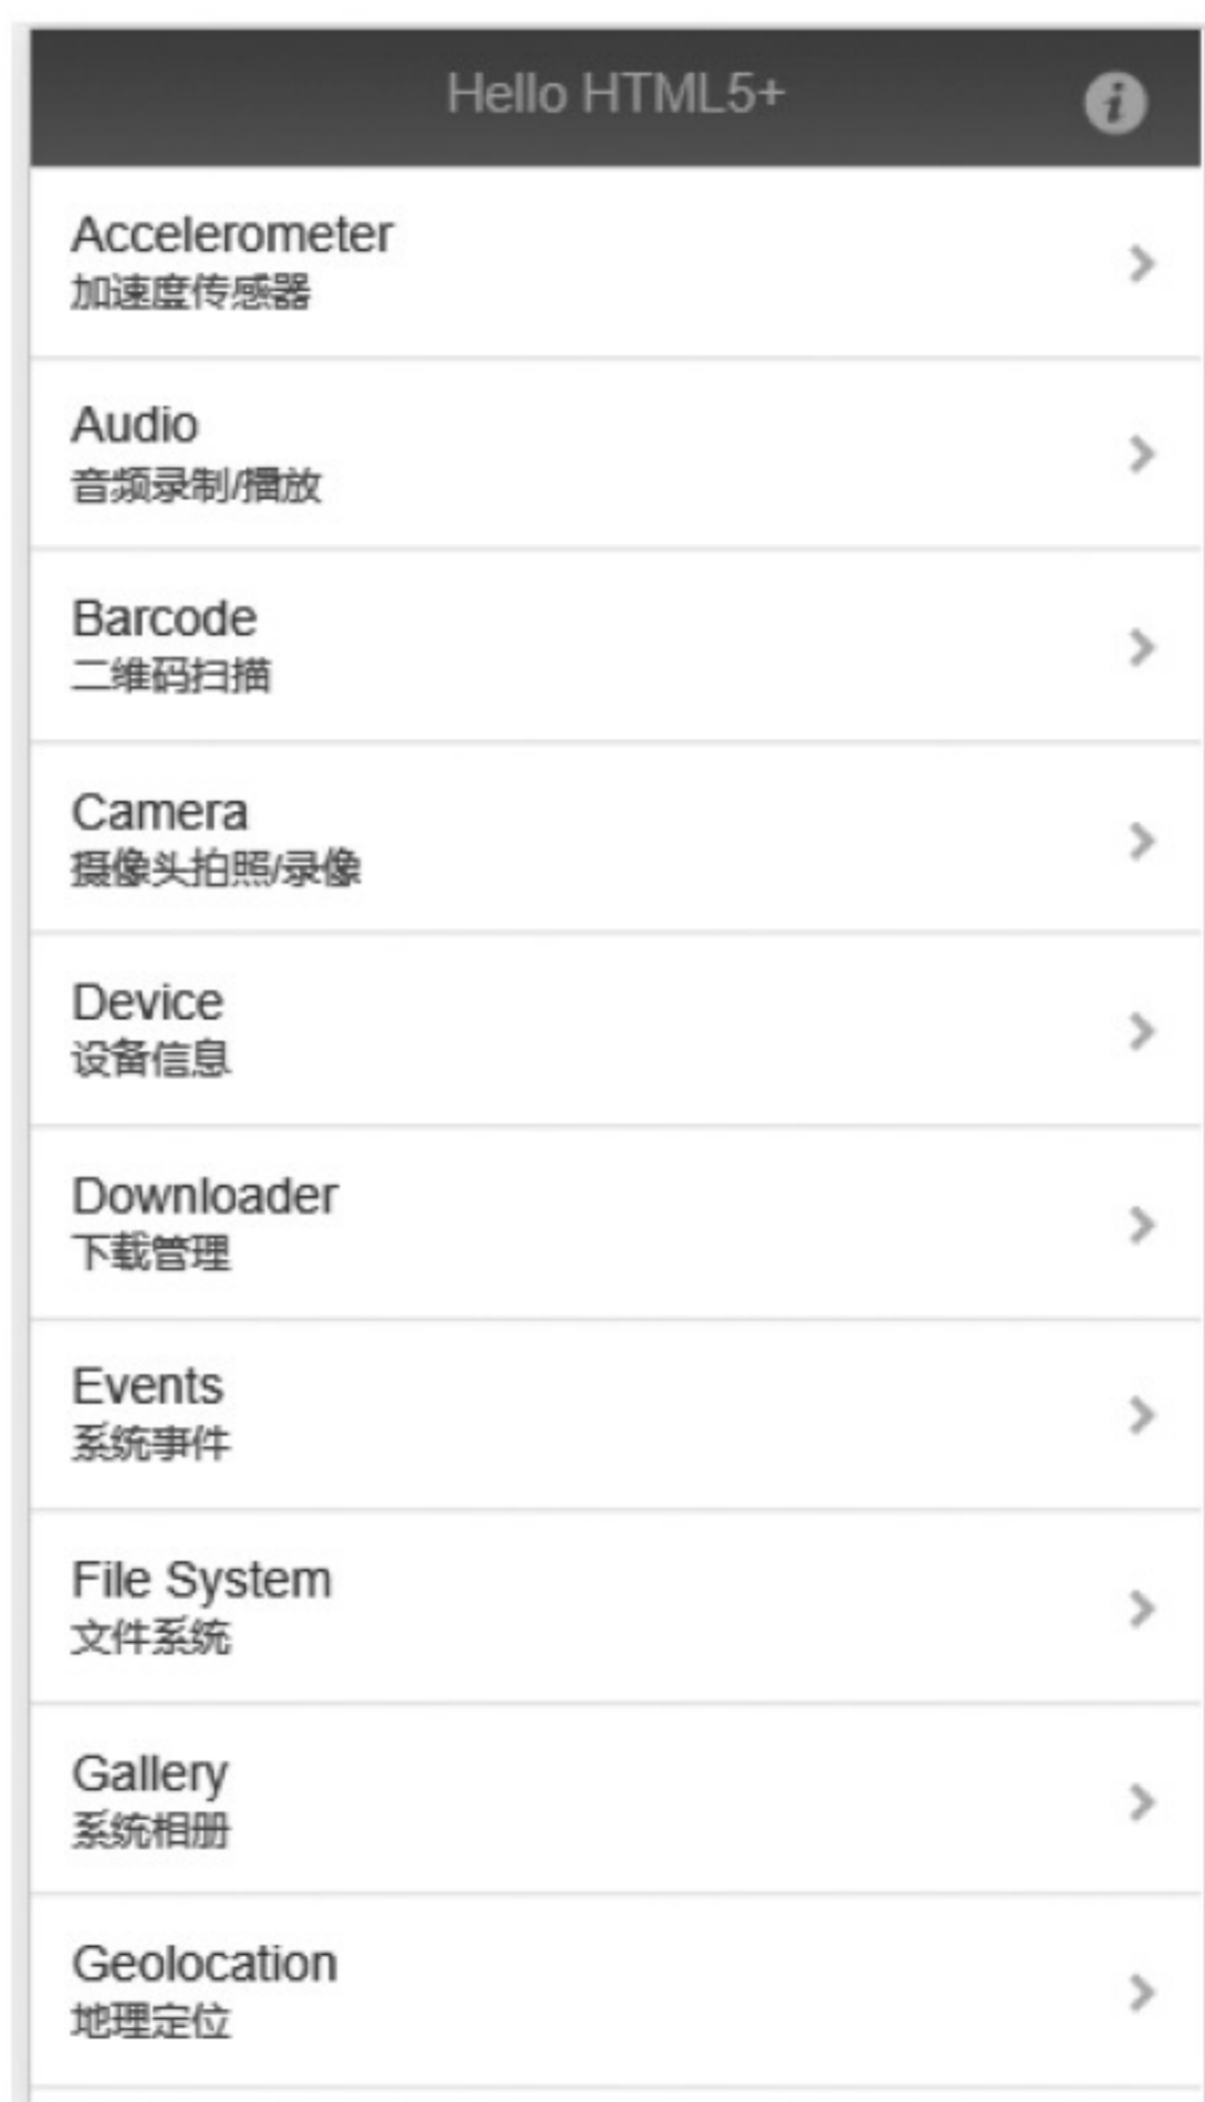 Hello HTML5+
Accelerometer
加速度传感器
Audio
音频录制/播放
Barcode
二维码扫描
Camera
摄像头拍照/录像
Device
设备信息
Downloader
下载管理
Events
系统事件
File System
文件系统
Gallery
系统相册
Geolocation
地理定位